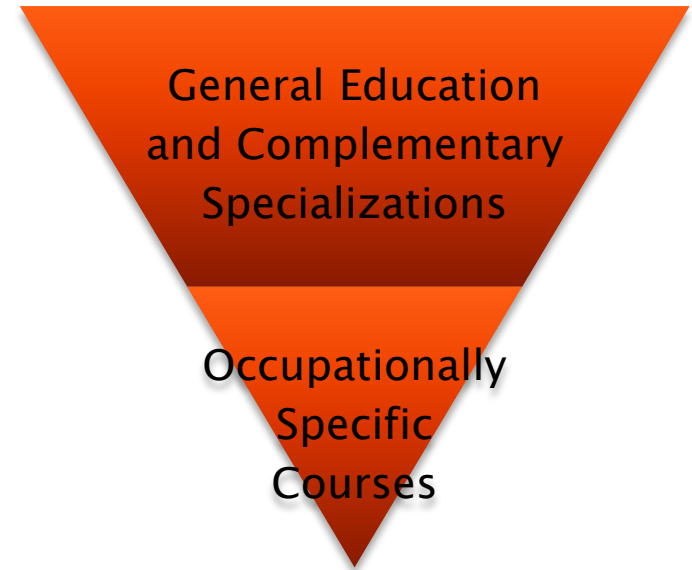 General Education
and Complementary
Specializations
Occupationally
Specific
Courses